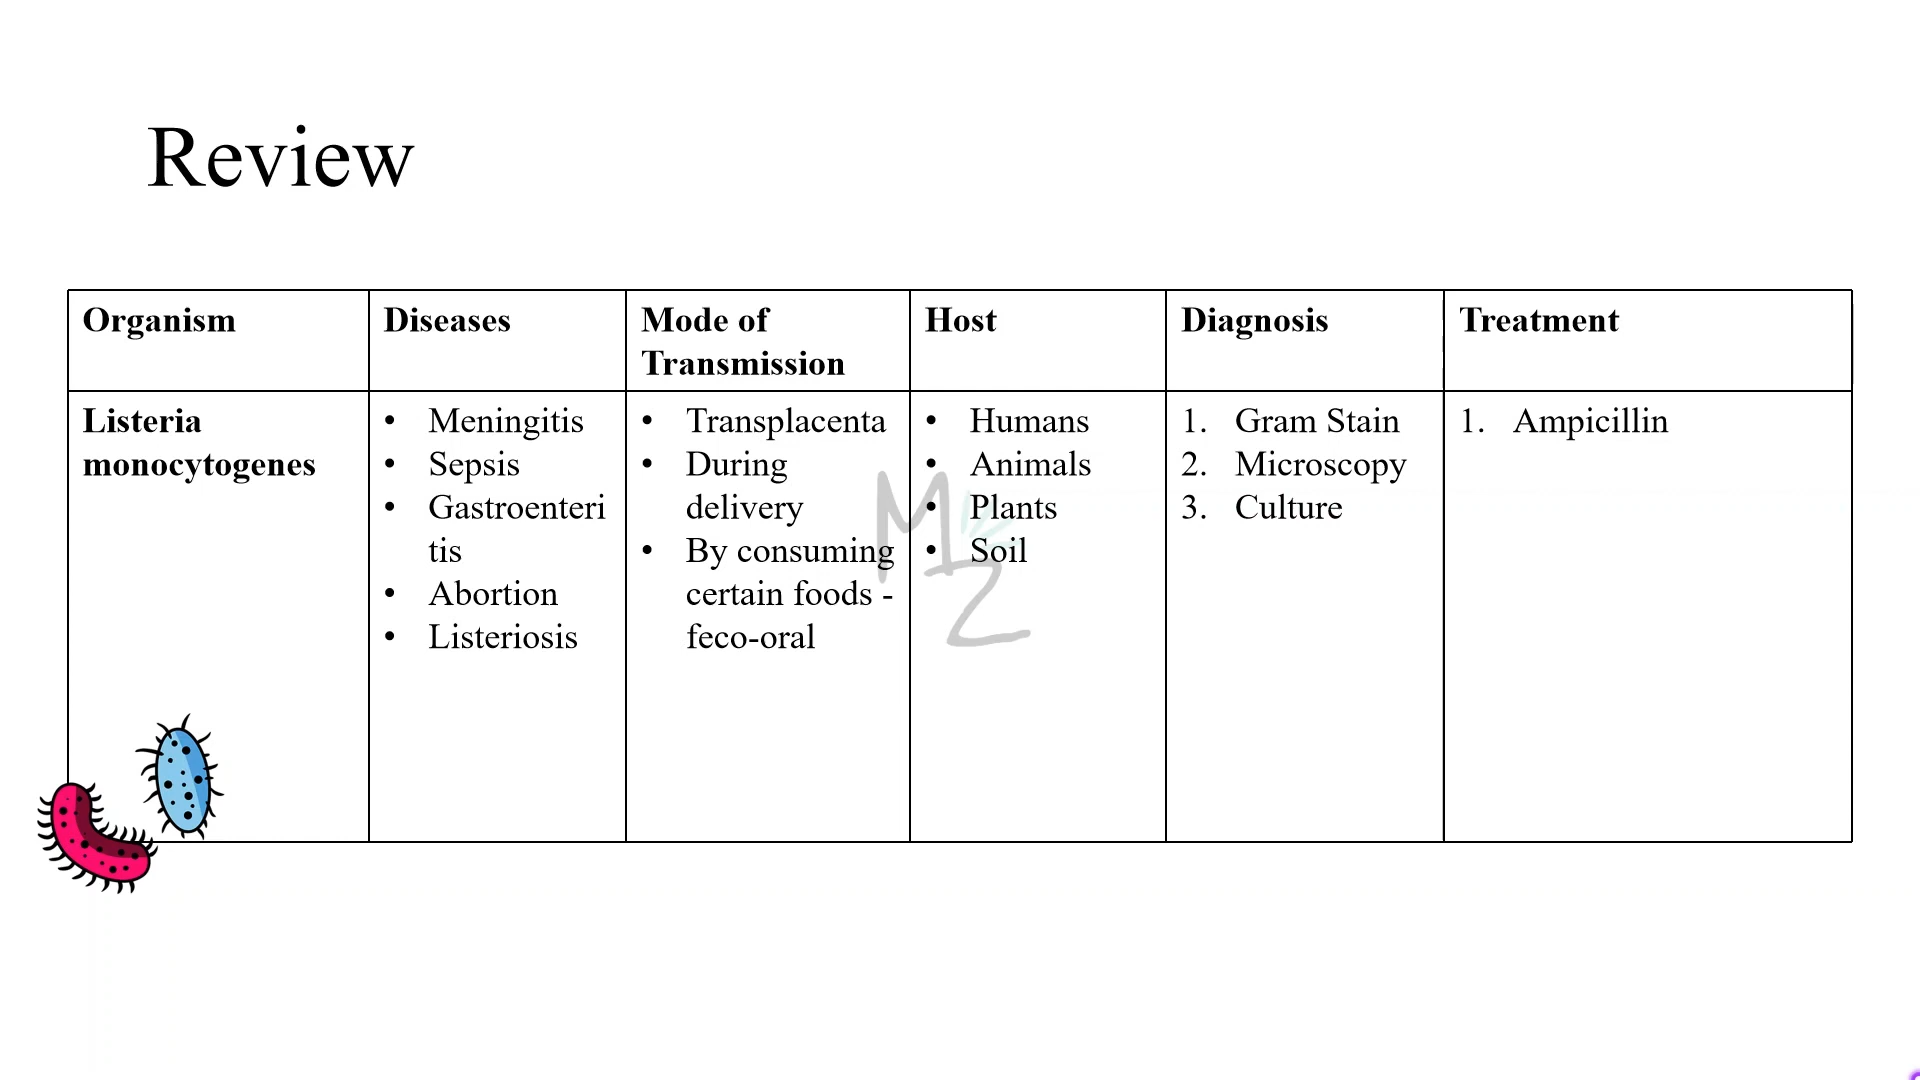 Review
Organism
Diseases
Mode of
Transmission
Host
Diagnosis
Treatment
Listeria
monocytogenes
• Meningitis
• Sepsis
• Gastroenteri
tis
• Abortion
• Listeriosis
• Transplacenta
• During
delivery
• By consuming
certain foods -
feco-oral
• Humans
• Animals
• Plants
• Soil
1. Gram Stain
2. Microscopy
3. Culture
1. Ampicillin
MZ